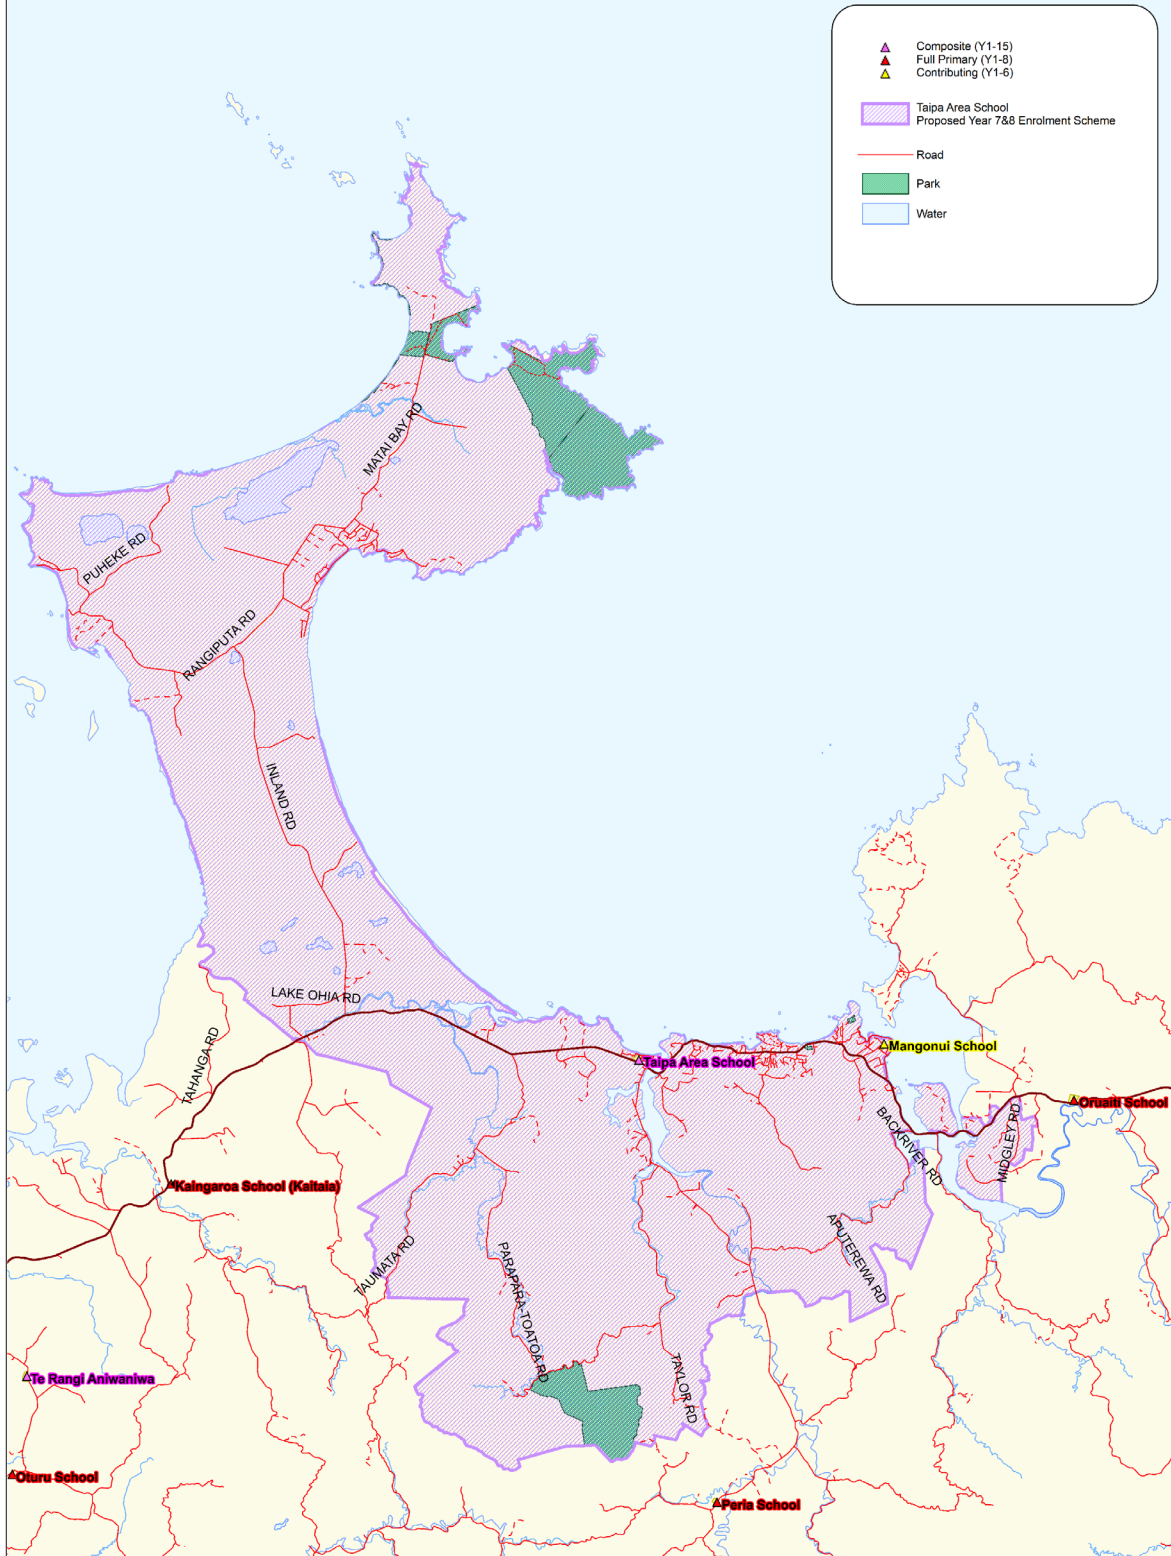 Composite (Y1-15)
Full Primary (Y1-8)
Contributing (Y1-6)
Taipa Area School
Proposed Year 7&8 Enrolment Scheme
Road
Park
Water
MATAI BAY RD
PUHEKE RD
RANGIPUTA RD
INLAND RD
LAKE OHIA RD
TAHANGA RD
Taipa Area School
Mangonui School
Oruaiti School
BACKRIVER RD
MIDGLEY RD
Kaingaroa School (Kaitaia)
TAUMATA RD
PARAPARA-TOATOA RD
APUTEREWA RD
TAYLOR RD
Te Rangi Aniwaniwa
Oturu School
Peria School